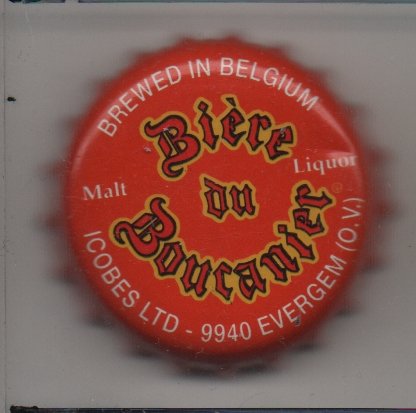 BREWED IN BELGIUM
Bière
Malt
Liquor
du
Boucanier
ICOBES LTD - 9940 EVERGEM (O.V.)